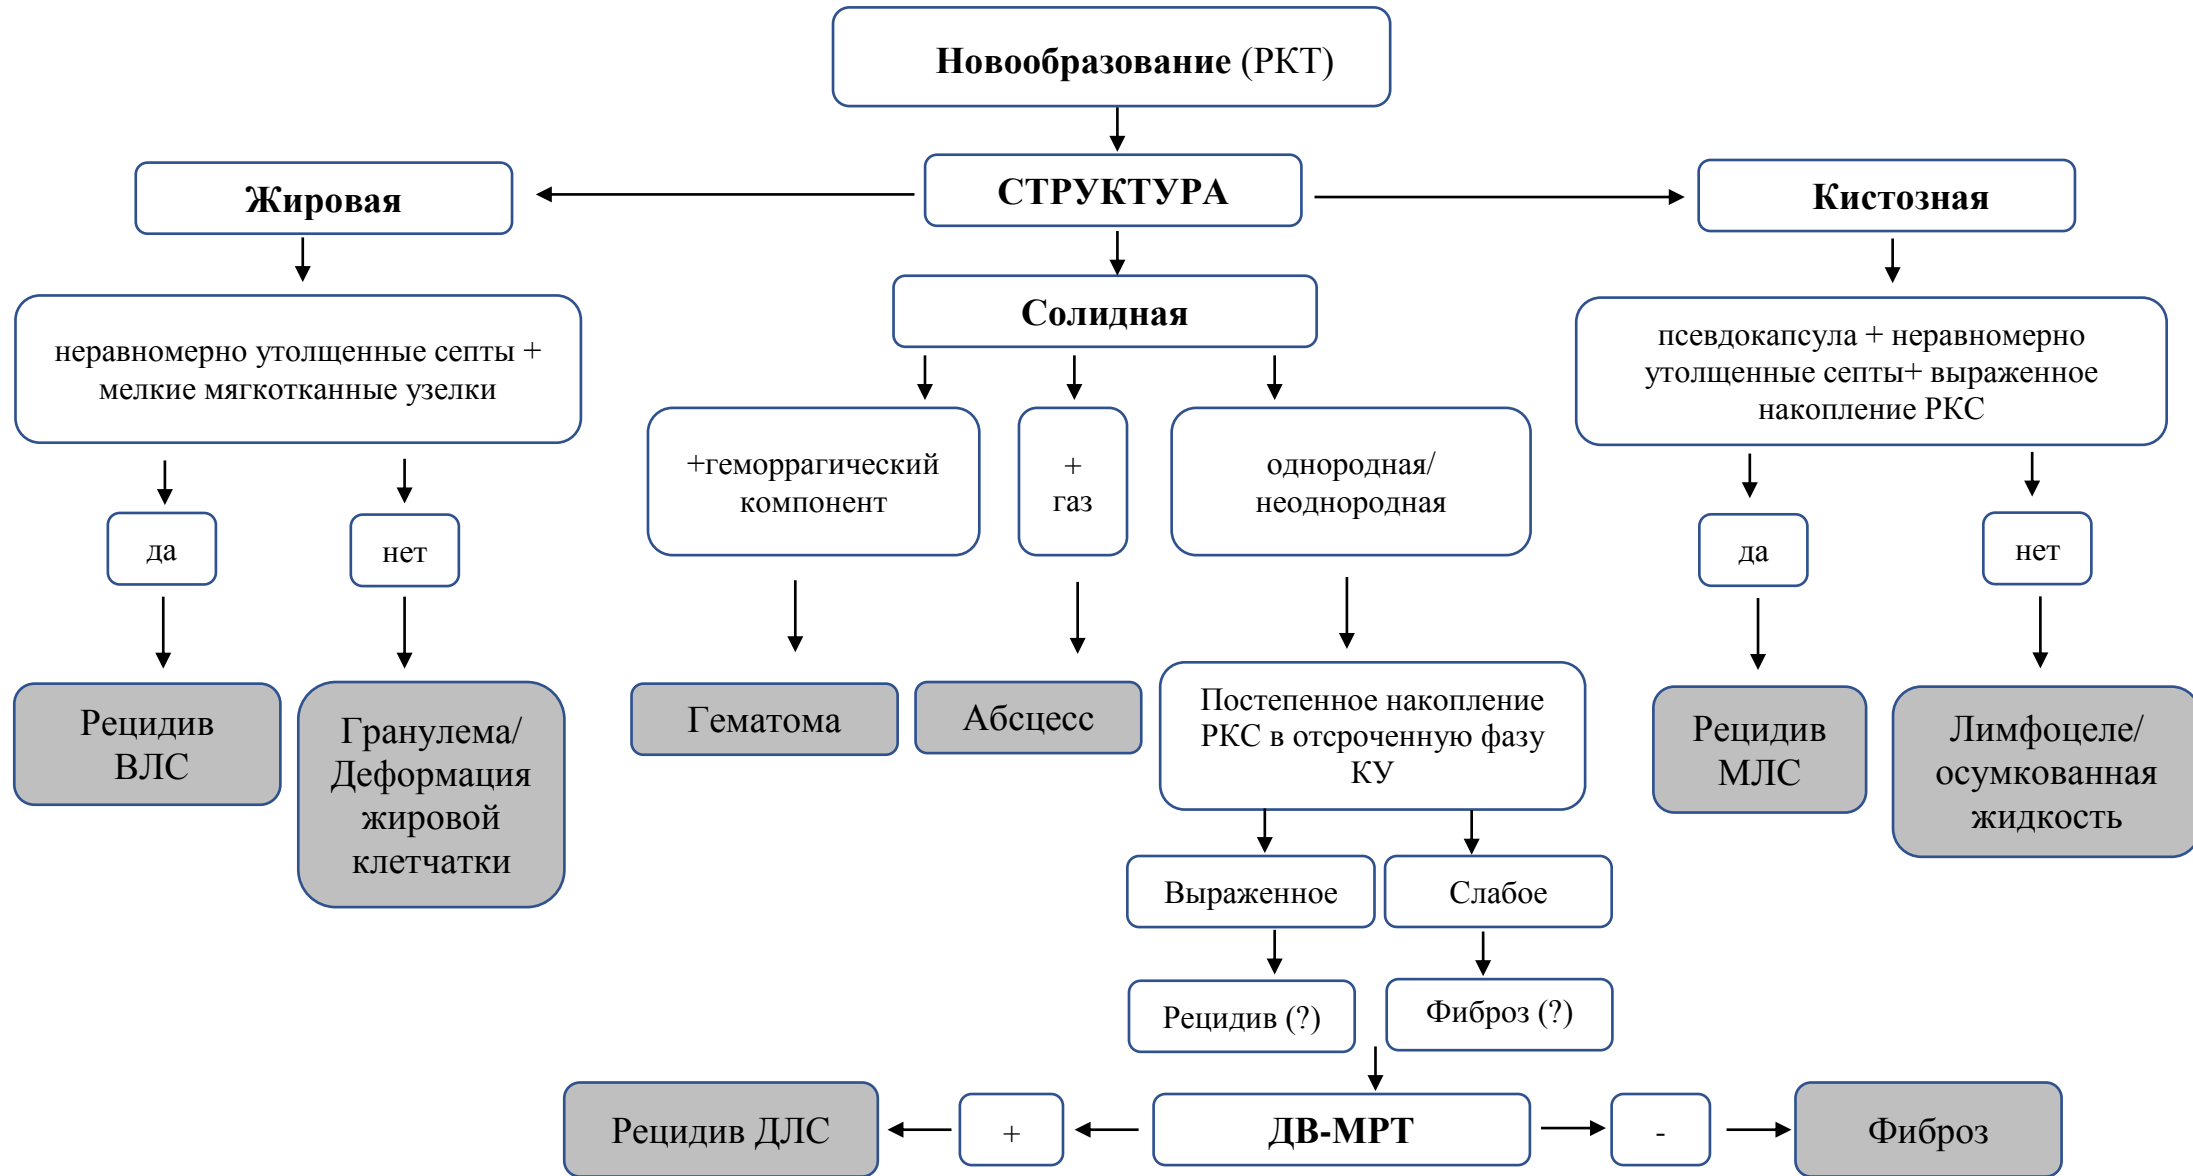 Новообразование (РКТ)
Жировая
СТРУКТУРА
Кистозная
неравномерно утолщенные септы +
мелкие мягкотканные узелки
Солидная
псевдокапсула + неравномерно
утолщенные септы+ выраженное
накопление РКС
+геморрагический
компонент
+
газ
однородная/
неоднородная
да
нет
да
нет
Рецидив
ВЛС
Гранулема/
Деформация
жировой
клетчатки
Гематома
Абсцесс
Постепенное накопление
РКС в отсроченную фазу
КУ
Рецидив
МЛС
Лимфоцеле/
осумкованная
жидкость
Выраженное
Слабое
Рецидив (?)
Фиброз (?)
Рецидив ДЛС
+
ДВ-МРТ
-
Фиброз